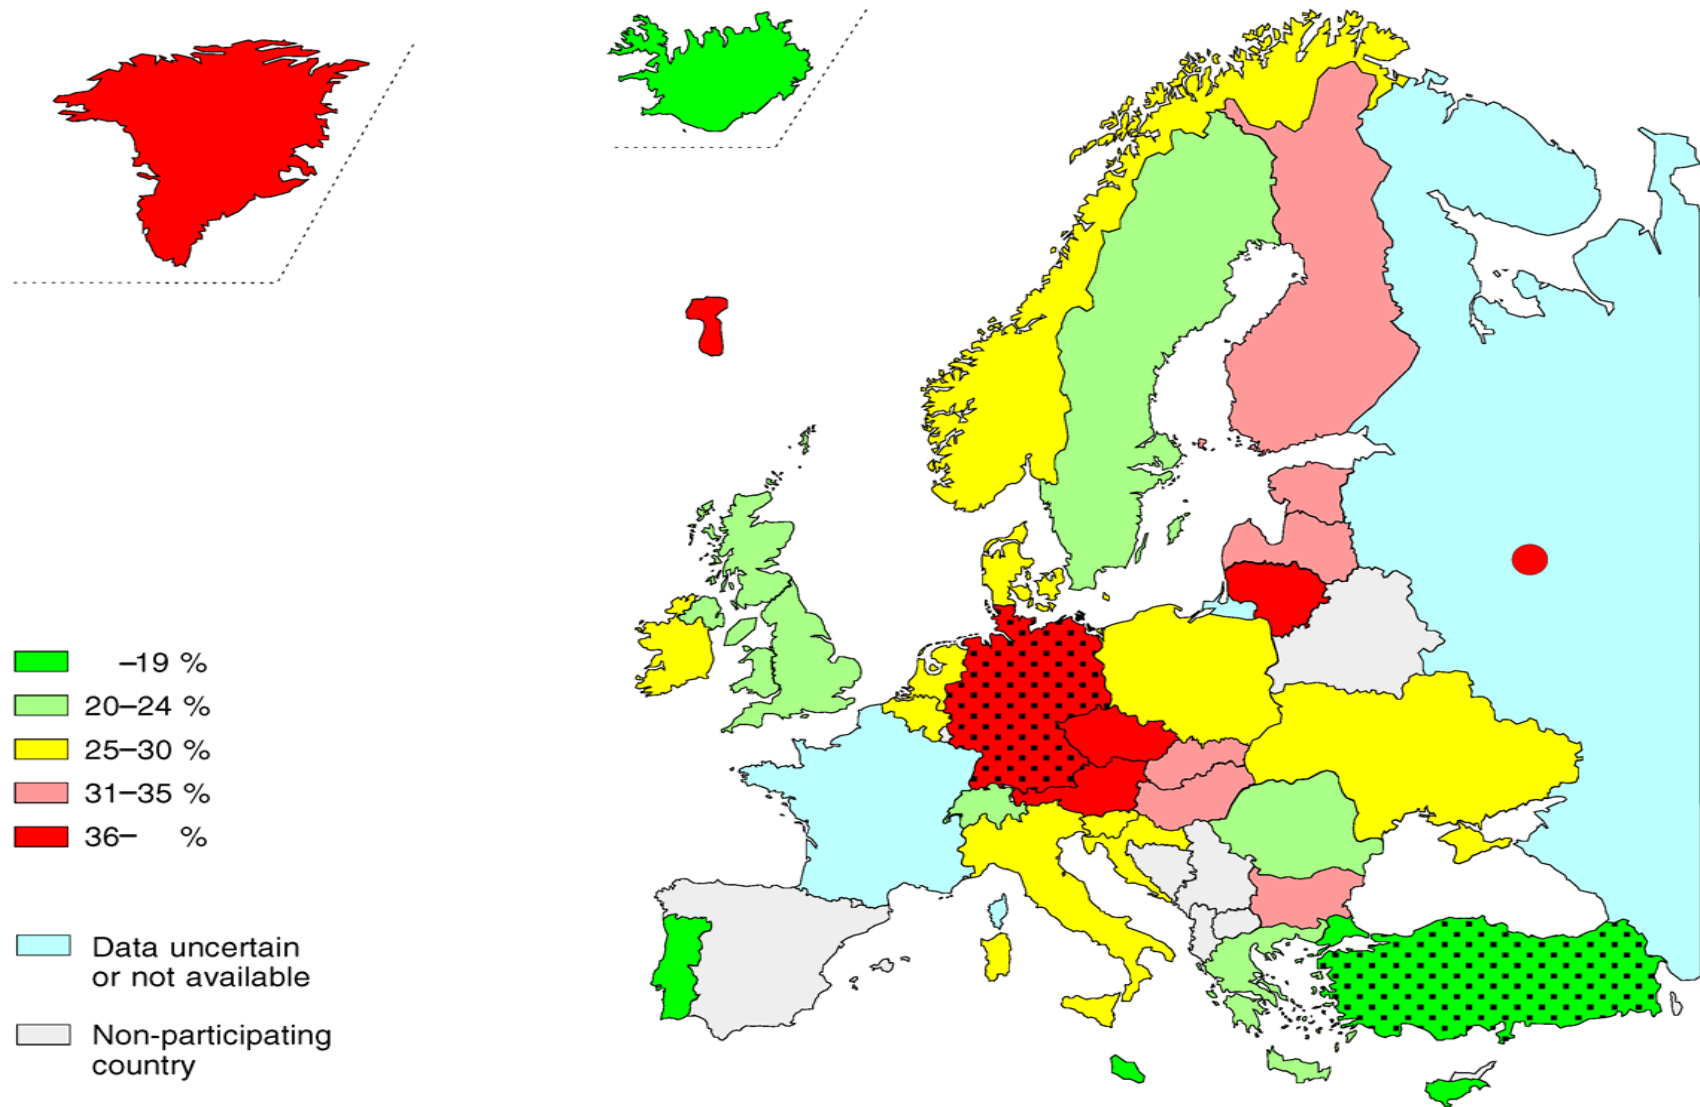 –19 %
20–24 %
25–30 %
31–35 %
36– %
Data uncertain
or not available
Non-participating
country